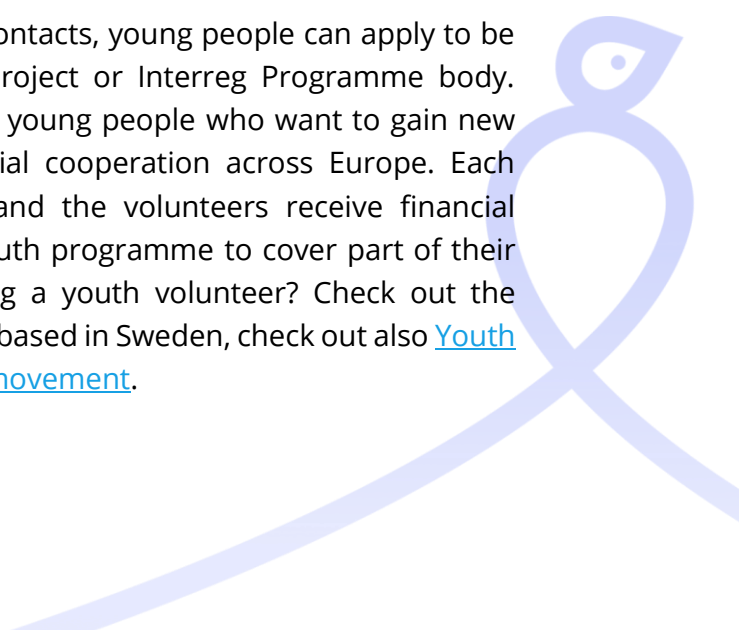 ontacts, young people can apply to be
roject or Interreg Programme body.
young people who want to gain new
ial cooperation across Europe. Each
and the volunteers receive financial
uth programme to cover part of their
g a youth volunteer? Check out the
based in Sweden, check out also Youth
movement.